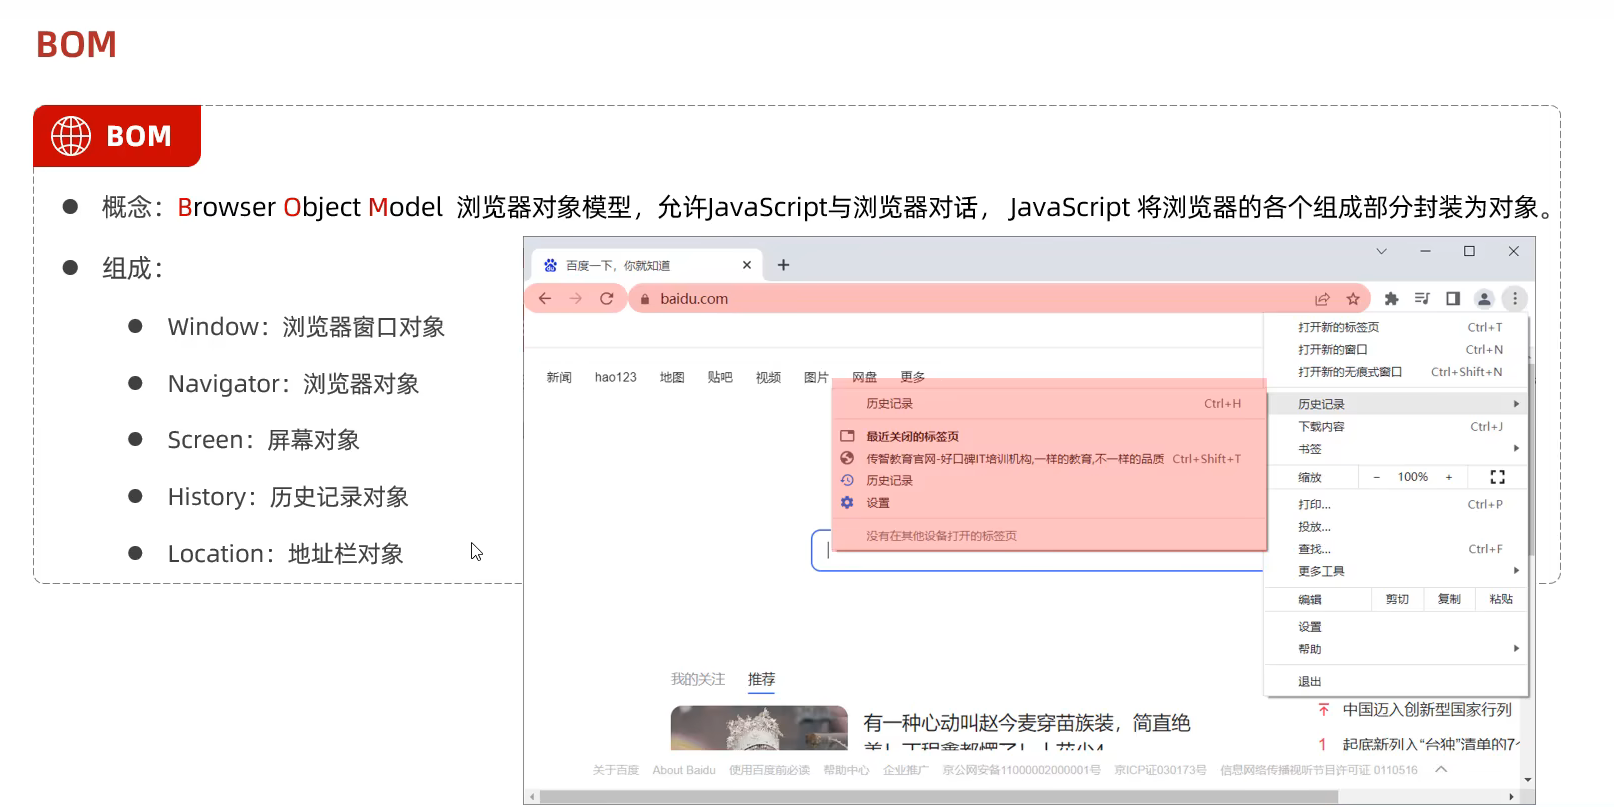 BOM
BOM
概念：Browser Object Model 浏览器对象模型，允许JavaScript与浏览器对话， JavaScript 将浏览器的各个组成部分封装为对象。
组成：
Window：浏览器窗口对象
Navigator：浏览器对象
Screen：屏幕对象
History：历史记录对象
Location：地址栏对象
百度一下，你就知道
baidu.com
新闻 hao123 地图 贴吧 视频 图片 网盘 更多
历史记录 Ctrl+H
最近关闭的标签页
传智教育官网-好口碑IT培训机构,一样的教育,不一样的品质 Ctrl+Shift+T
历史记录
设置
没有在其他设备打开的标签页
打开新的标签页 Ctrl+T
打开新的窗口 Ctrl+N
打开新的无痕式窗口 Ctrl+Shift+N
历史记录
下载内容 Ctrl+J
书签
缩放 − 100% +
打印... Ctrl+P
投放...
查找... Ctrl+F
更多工具
编辑 剪切 复制 粘贴
设置
帮助
退出
我的关注 推荐
有一种心动叫赵今麦穿苗族装，简直绝
中国迈入创新型国家行列
1 起底新列入“台独”清单的7
关于百度 About Baidu 使用百度前必读 帮助中心 企业推广 京公网安备11000002000001号 京ICP证030173号 信息网络传播视听节目许可证 0110516